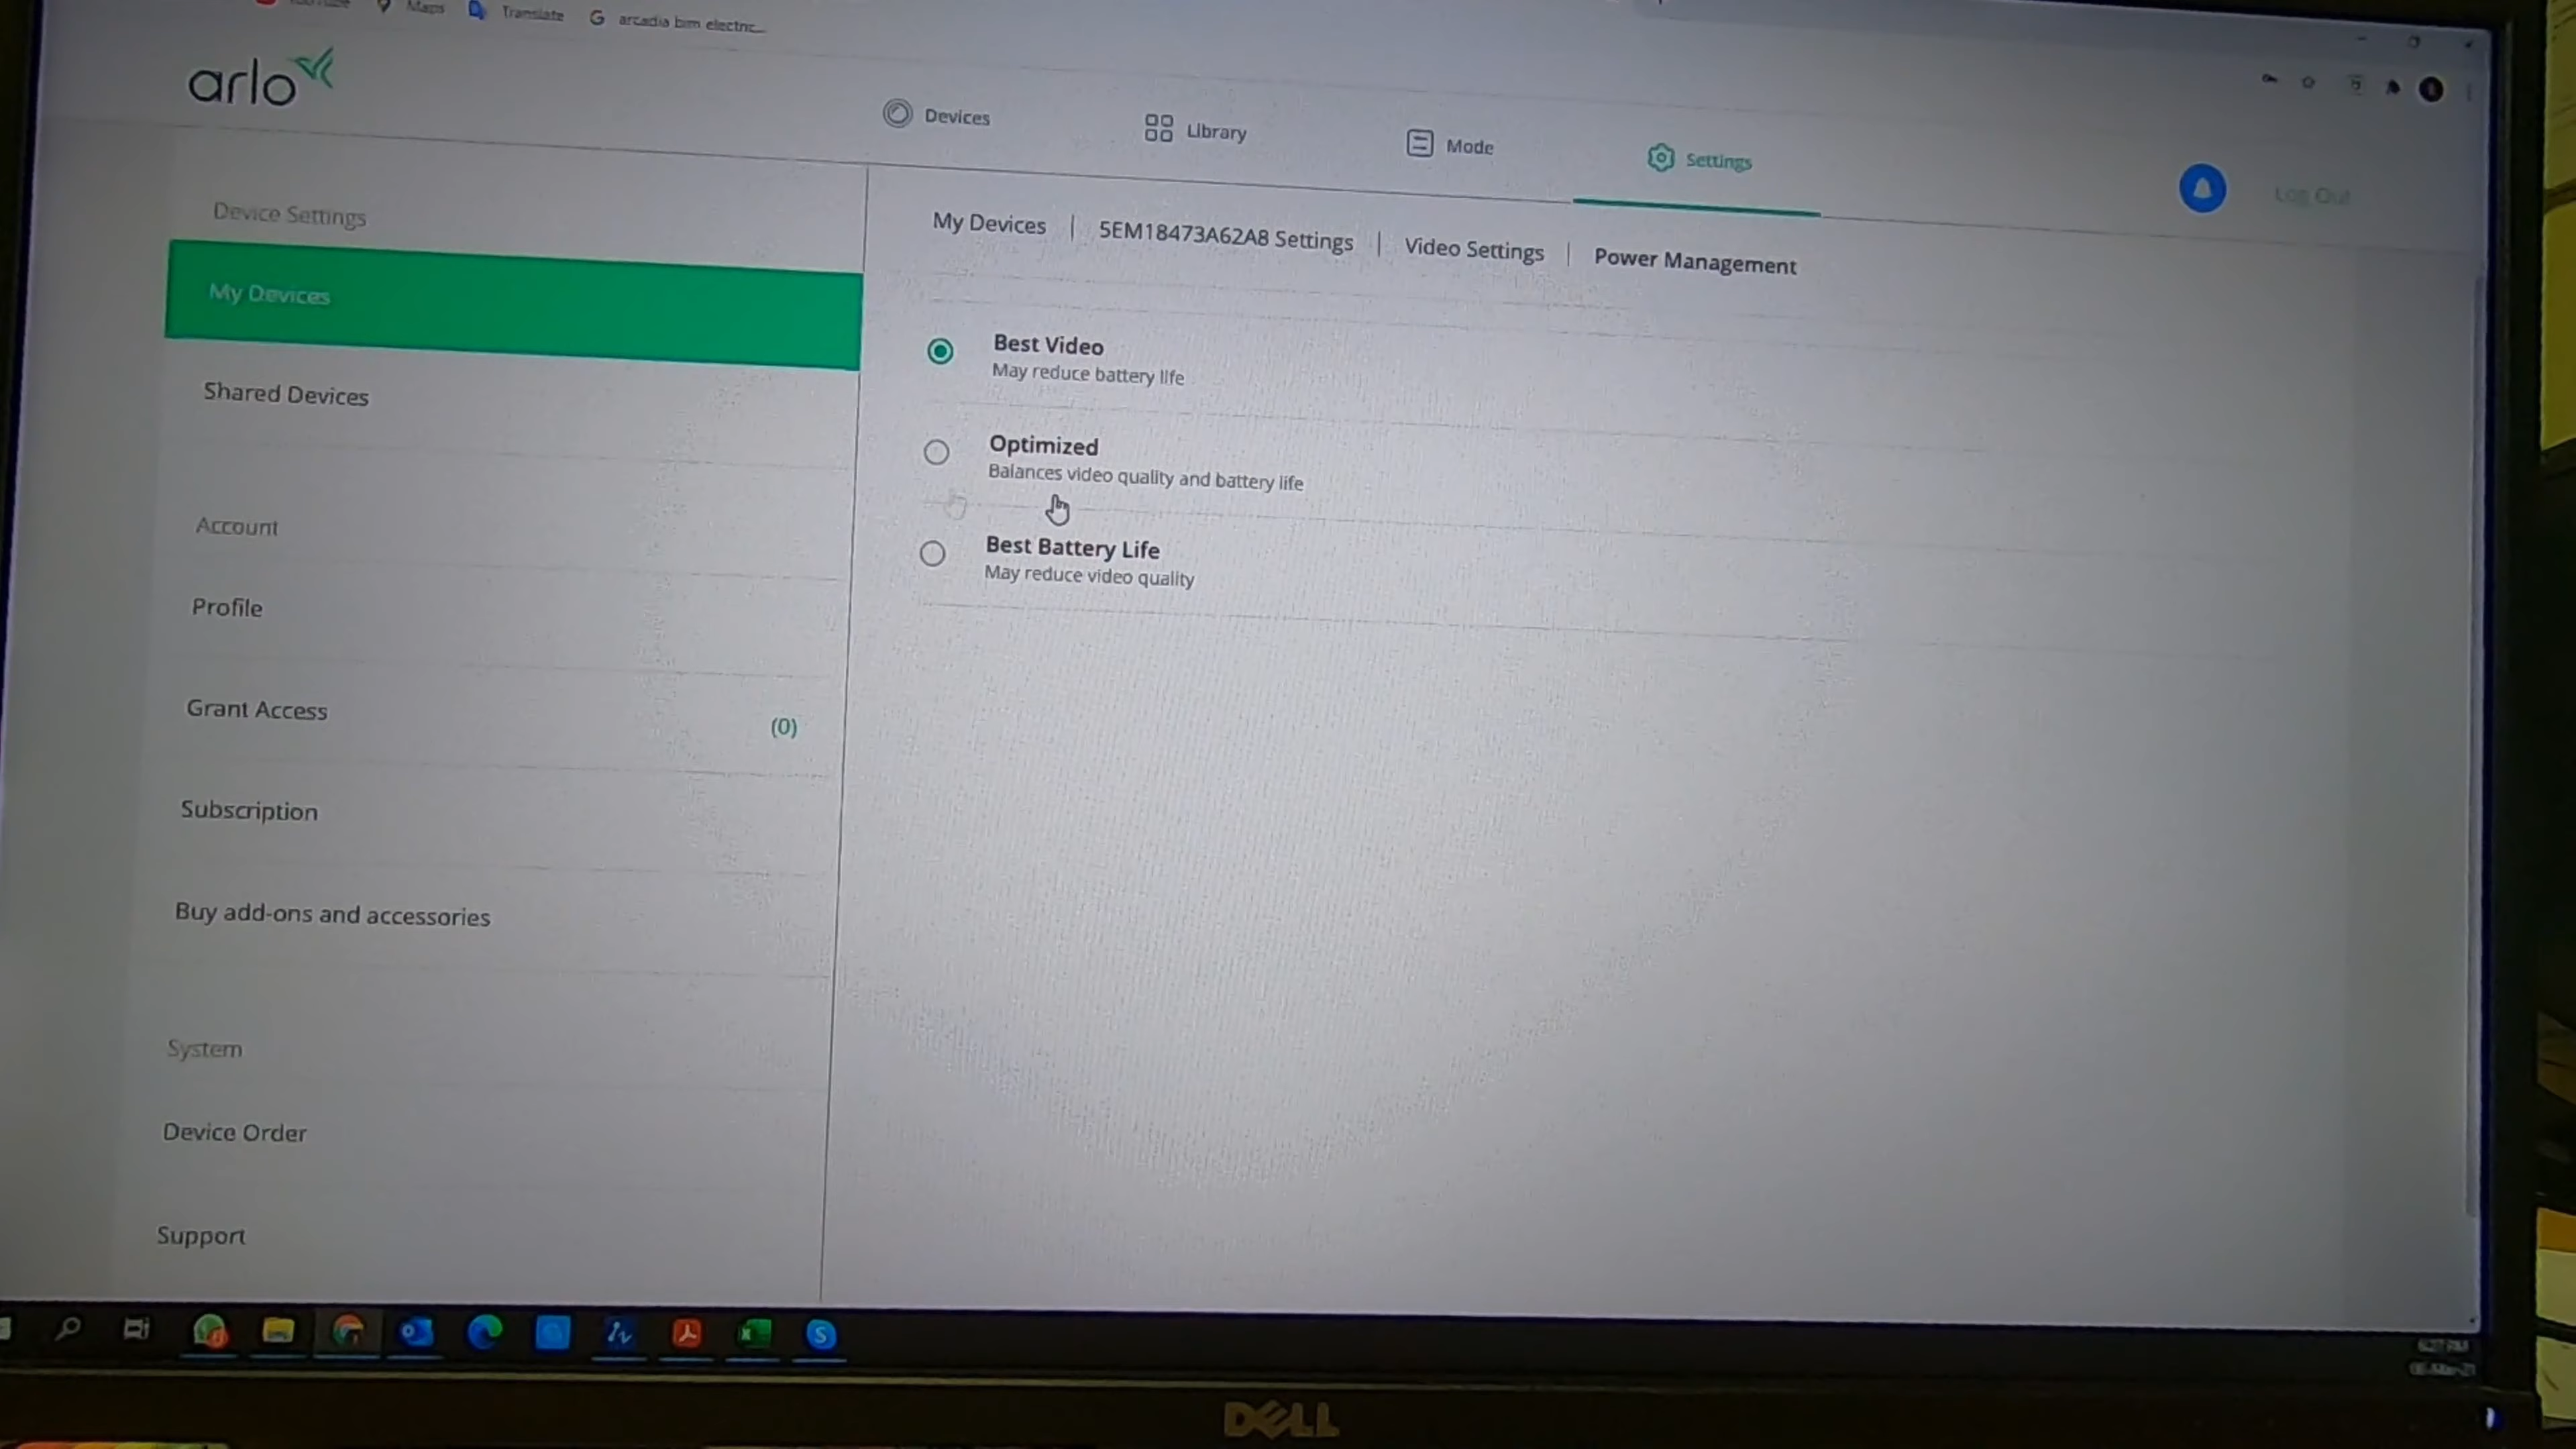 Maps
Translate
arcadia bim electric...
arlo
Devices
Library
Mode
Settings
Log Out
Device Settings
My Devices
Shared Devices
Account
Profile
Grant Access
(0)
Subscription
Buy add-ons and accessories
System
Device Order
Support
My Devices | 5EM18473A62A8 Settings | Video Settings | Power Management
Best Video
May reduce battery life
Optimized
Balances video quality and battery life
Best Battery Life
May reduce video quality
DELL